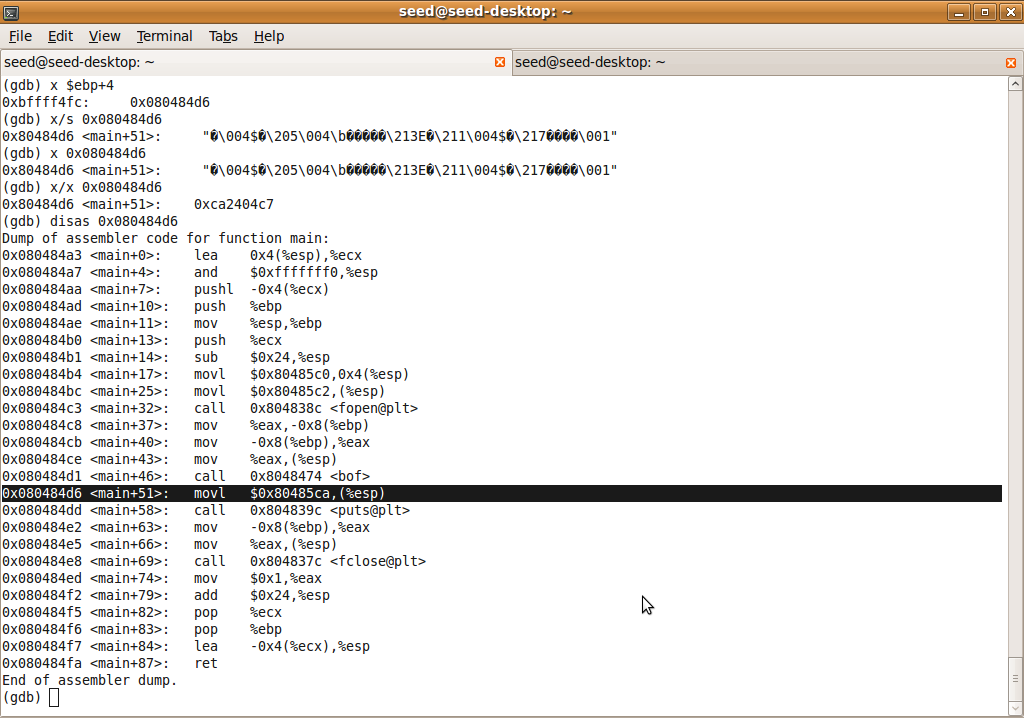 seed@seed-desktop: ~
File Edit View Terminal Tabs Help
seed@seed-desktop: ~ seed@seed-desktop: ~
(gdb) x $ebp+4
0xbffff4fc:     0x080484d6
(gdb) x/s 0x080484d6
0x80484d6 <main+51>:     "�\004$�\205\004\b�����\213E�\211\004$�\217����\001"
(gdb) x 0x080484d6
0x80484d6 <main+51>:     "�\004$�\205\004\b�����\213E�\211\004$�\217����\001"
(gdb) x/x 0x080484d6
0x80484d6 <main+51>:    0xca2404c7
(gdb) disas 0x080484d6
Dump of assembler code for function main:
0x080484a3 <main+0>:    lea    0x4(%esp),%ecx
0x080484a7 <main+4>:    and    $0xfffffff0,%esp
0x080484aa <main+7>:    pushl  -0x4(%ecx)
0x080484ad <main+10>:   push   %ebp
0x080484ae <main+11>:   mov    %esp,%ebp
0x080484b0 <main+13>:   push   %ecx
0x080484b1 <main+14>:   sub    $0x24,%esp
0x080484b4 <main+17>:   movl   $0x80485c0,0x4(%esp)
0x080484bc <main+25>:   movl   $0x80485c2,(%esp)
0x080484c3 <main+32>:   call   0x804838c <fopen@plt>
0x080484c8 <main+37>:   mov    %eax,-0x8(%ebp)
0x080484cb <main+40>:   mov    -0x8(%ebp),%eax
0x080484ce <main+43>:   mov    %eax,(%esp)
0x080484d1 <main+46>:   call   0x8048474 <bof>
0x080484d6 <main+51>:   movl   $0x80485ca,(%esp)
0x080484dd <main+58>:   call   0x804839c <puts@plt>
0x080484e2 <main+63>:   mov    -0x8(%ebp),%eax
0x080484e5 <main+66>:   mov    %eax,(%esp)
0x080484e8 <main+69>:   call   0x804837c <fclose@plt>
0x080484ed <main+74>:   mov    $0x1,%eax
0x080484f2 <main+79>:   add    $0x24,%esp
0x080484f5 <main+82>:   pop    %ecx
0x080484f6 <main+83>:   pop    %ebp
0x080484f7 <main+84>:   lea    -0x4(%ecx),%esp
0x080484fa <main+87>:   ret
End of assembler dump.
(gdb)